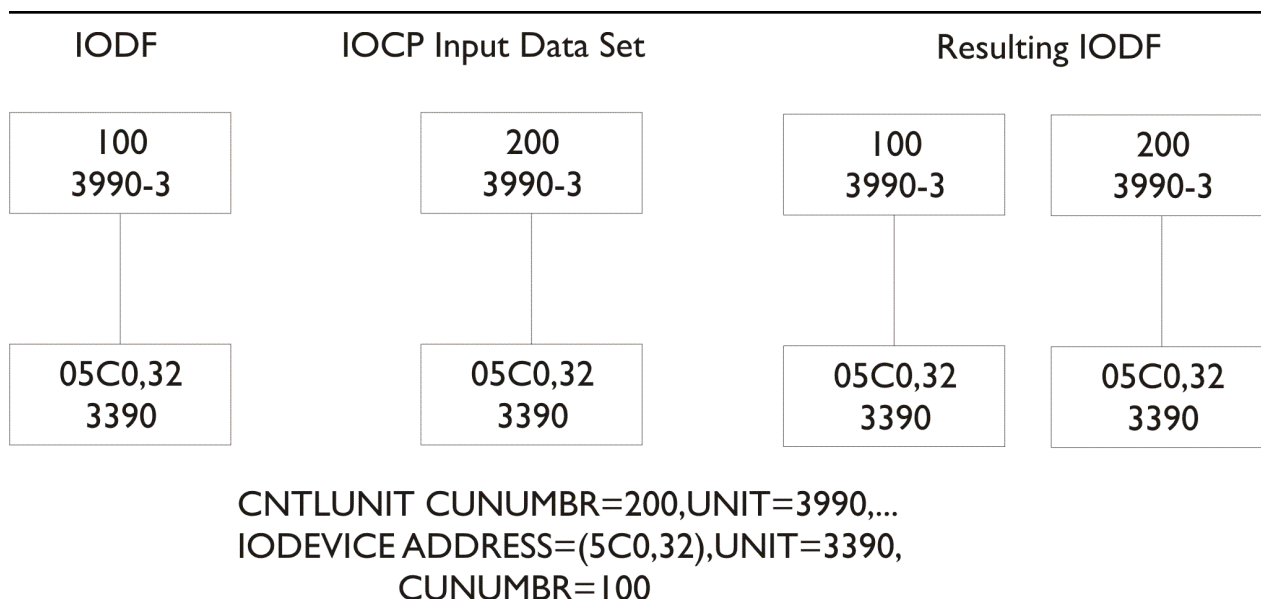 IODF
IOCP Input Data Set
Resulting IODF
100
3990-3
200
3990-3
100
3990-3
200
3990-3
05C0,32
3390
05C0,32
3390
05C0,32
3390
05C0,32
3390
CNTLUNIT CUNUMBR=200,UNIT=3990,...
IODEVICE ADDRESS=(5C0,32),UNIT=3390,
CUNUMBR=100